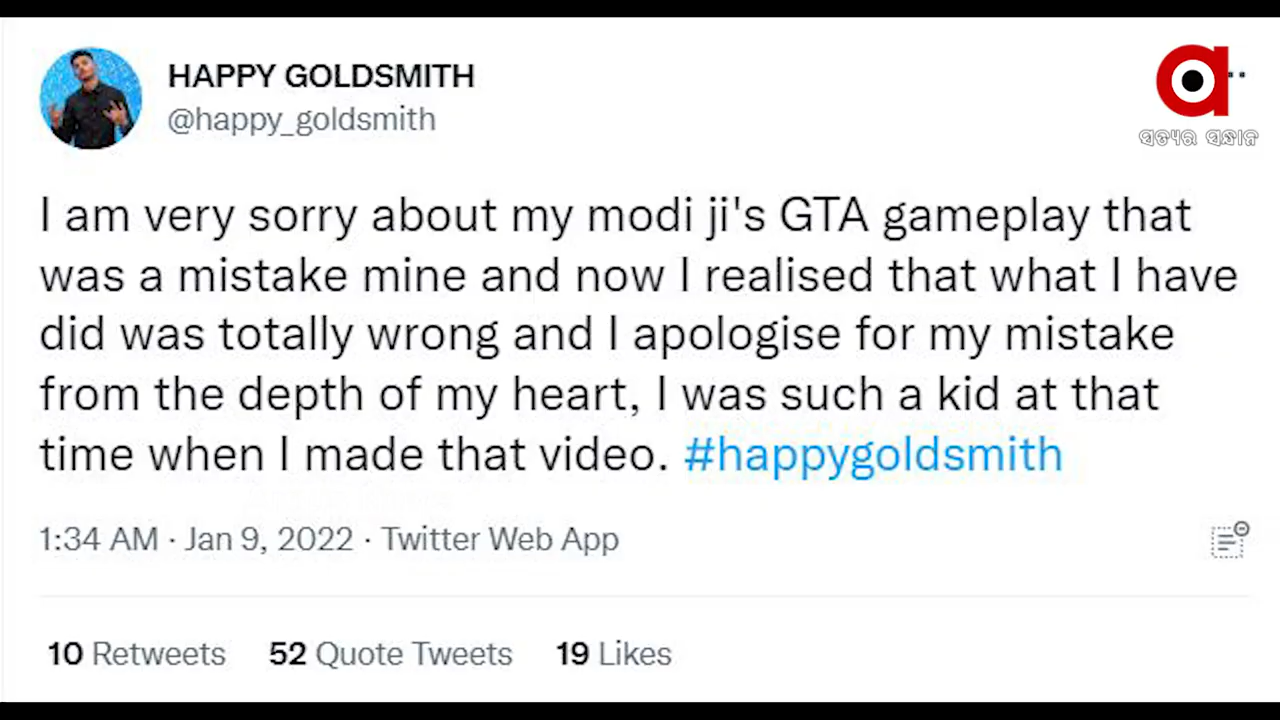 HAPPY GOLDSMITH
@happy_goldsmith
ସତ୍ୟର ସନ୍ଧାନ
I am very sorry about my modi ji's GTA gameplay that
was a mistake mine and now I realised that what I have
did was totally wrong and I apologise for my mistake
from the depth of my heart, I was such a kid at that
time when I made that video. #happygoldsmith
1:34 AM · Jan 9, 2022 · Twitter Web App
10 Retweets 52 Quote Tweets 19 Likes